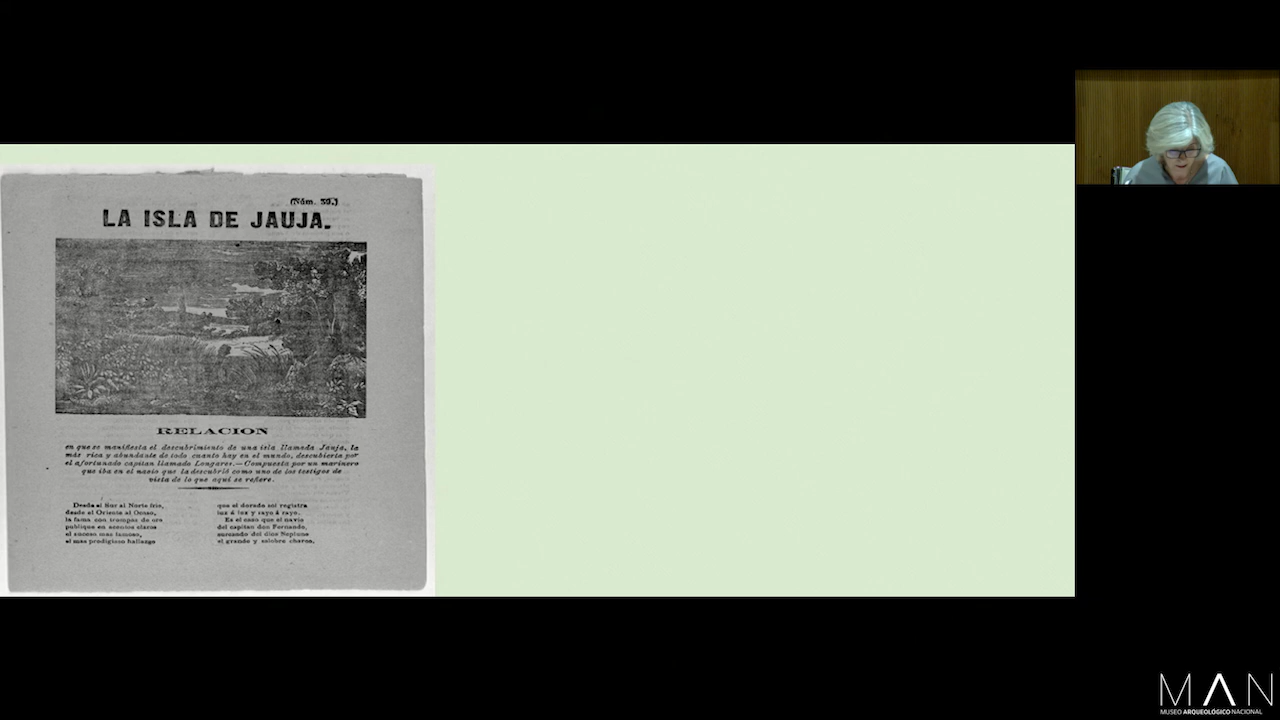 (Núm. 39.)
LA ISLA DE JAUJA.
RELACION
en que se manifiesta el descubrimiento de una isla llamada Jauja, la
más rica y abundante de todo cuanto hay en el mundo, descubierta por
el afortunado capitan llamado Longares.—Compuesta por un marinero
que iba en el navio que la descubrió como uno de los testigos de
vista de lo que aquí se refiere.
Desde el Sur al Norte frio,
desde el Oriente al Ocaso,
la fama con trompas de oro
publique en acentos claros
el suceso mas famoso,
el mas prodigioso hallazgo
que el dorado sol registra
luz á luz y rayo á rayo.
Es el caso que el navio
del capitan don Fernando,
surcando del dios Neptuno
el grande y salobre charco,
MAN
MUSEO ARQUEOLÓGICO NACIONAL